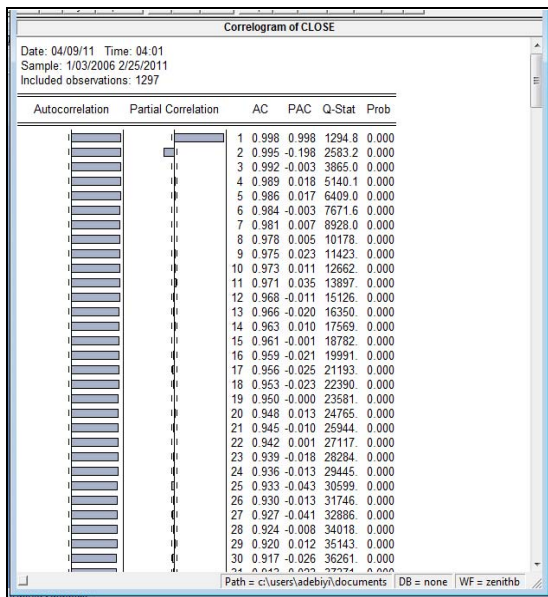 Correlogram of CLOSE
Date: 04/09/11 Time: 04:01
Sample: 1/03/2006 2/25/2011
Included observations: 1297
Autocorrelation Partial Correlation AC PAC Q-Stat Prob
1 0.998 0.998 1294.8 0.000
2 0.995 -0.198 2583.2 0.000
3 0.992 -0.003 3865.0 0.000
4 0.989 0.018 5140.1 0.000
5 0.986 0.017 6409.0 0.000
6 0.984 -0.003 7671.6 0.000
7 0.981 0.007 8928.0 0.000
8 0.978 0.005 10178. 0.000
9 0.975 0.023 11423. 0.000
10 0.973 0.011 12662. 0.000
11 0.971 0.035 13897. 0.000
12 0.968 -0.011 15126. 0.000
13 0.966 -0.020 16350. 0.000
14 0.963 0.010 17569. 0.000
15 0.961 -0.001 18782. 0.000
16 0.959 -0.021 19991. 0.000
17 0.956 -0.025 21193. 0.000
18 0.953 -0.023 22390. 0.000
19 0.950 -0.000 23581. 0.000
20 0.948 0.013 24765. 0.000
21 0.945 -0.010 25944. 0.000
22 0.942 0.001 27117. 0.000
23 0.939 -0.018 28284. 0.000
24 0.936 -0.013 29445. 0.000
25 0.933 -0.043 30599. 0.000
26 0.930 -0.013 31746. 0.000
27 0.927 -0.041 32886. 0.000
28 0.924 -0.008 34018. 0.000
29 0.920 0.012 35143. 0.000
30 0.917 -0.026 36261. 0.000
Path = c:\users\adebiyi\documents DB = none WF = zenithb